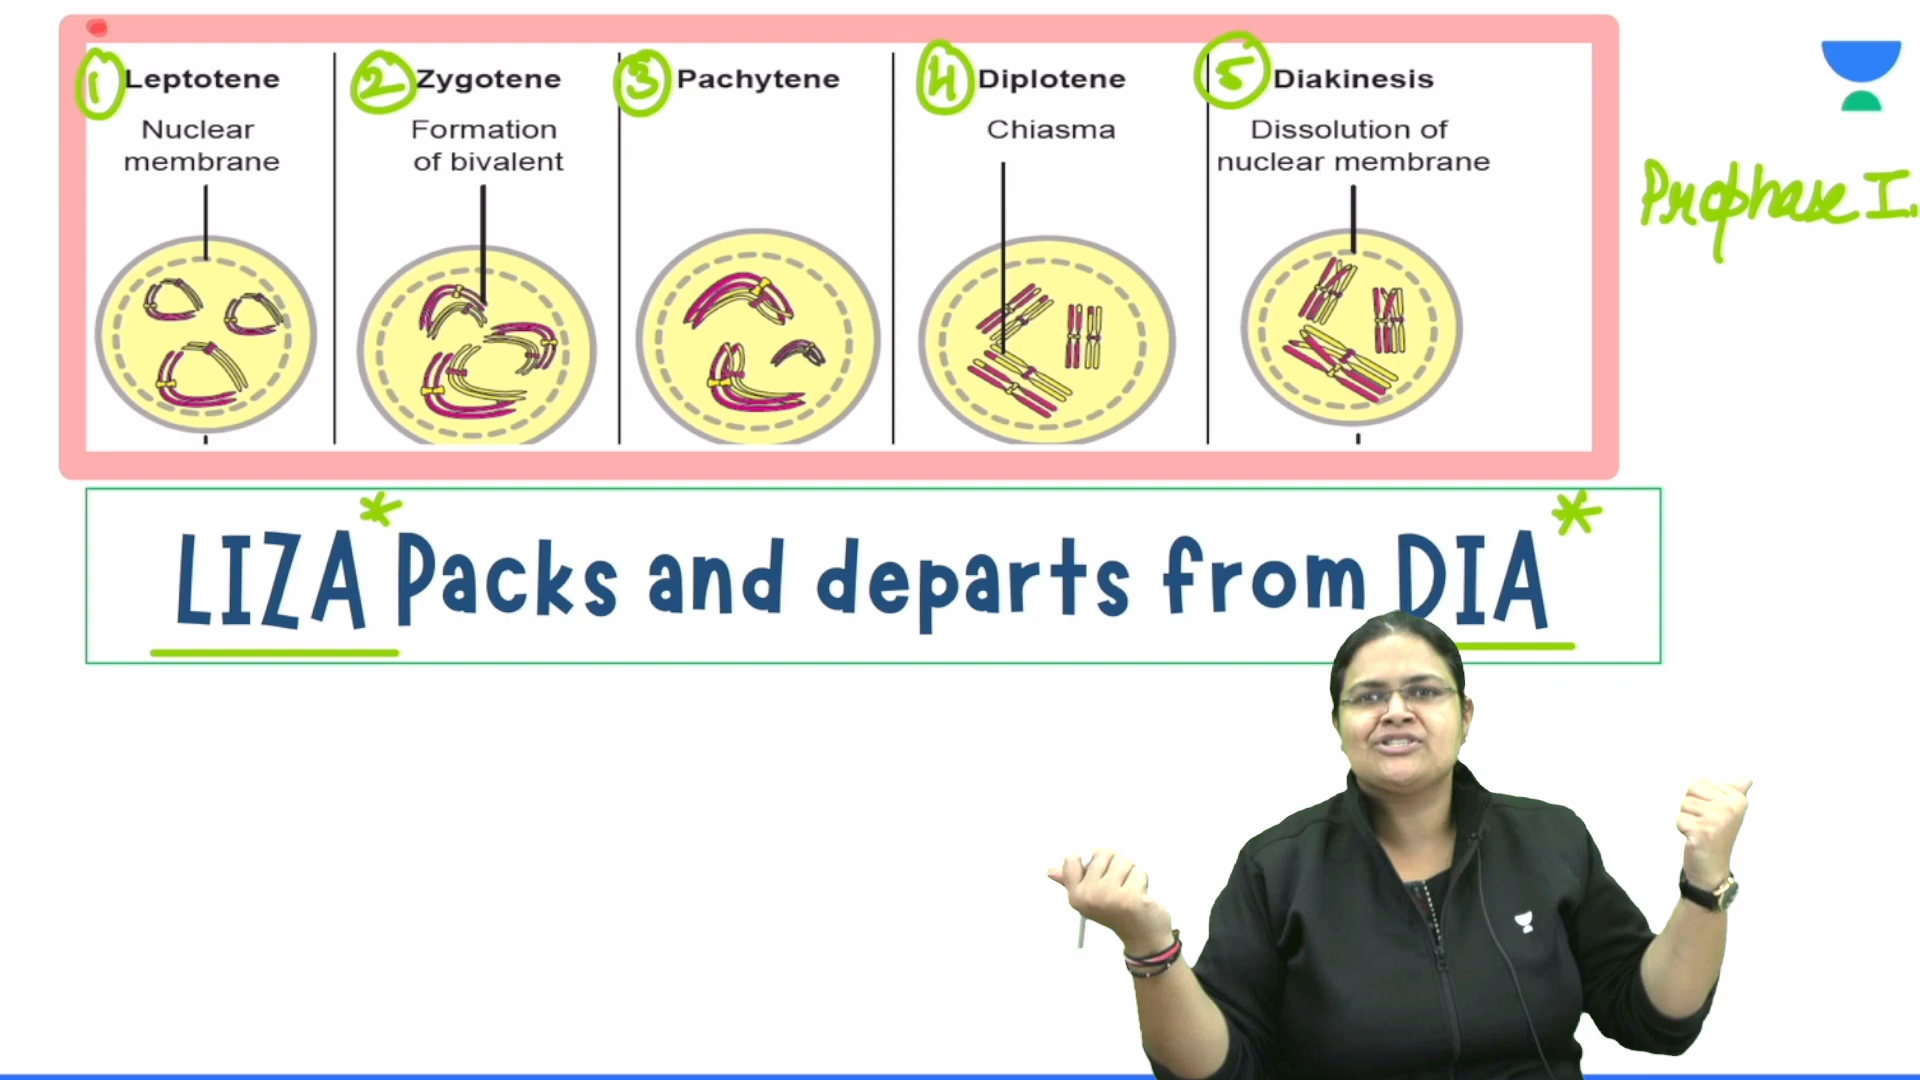 1 Leptotene
Nuclear
membrane
2 Zygotene
Formation
of bivalent
3 Pachytene
4 Diplotene
Chiasma
5 Diakinesis
Dissolution of
nuclear membrane
Prophase I.
LIZA* Packs and departs from DIA*